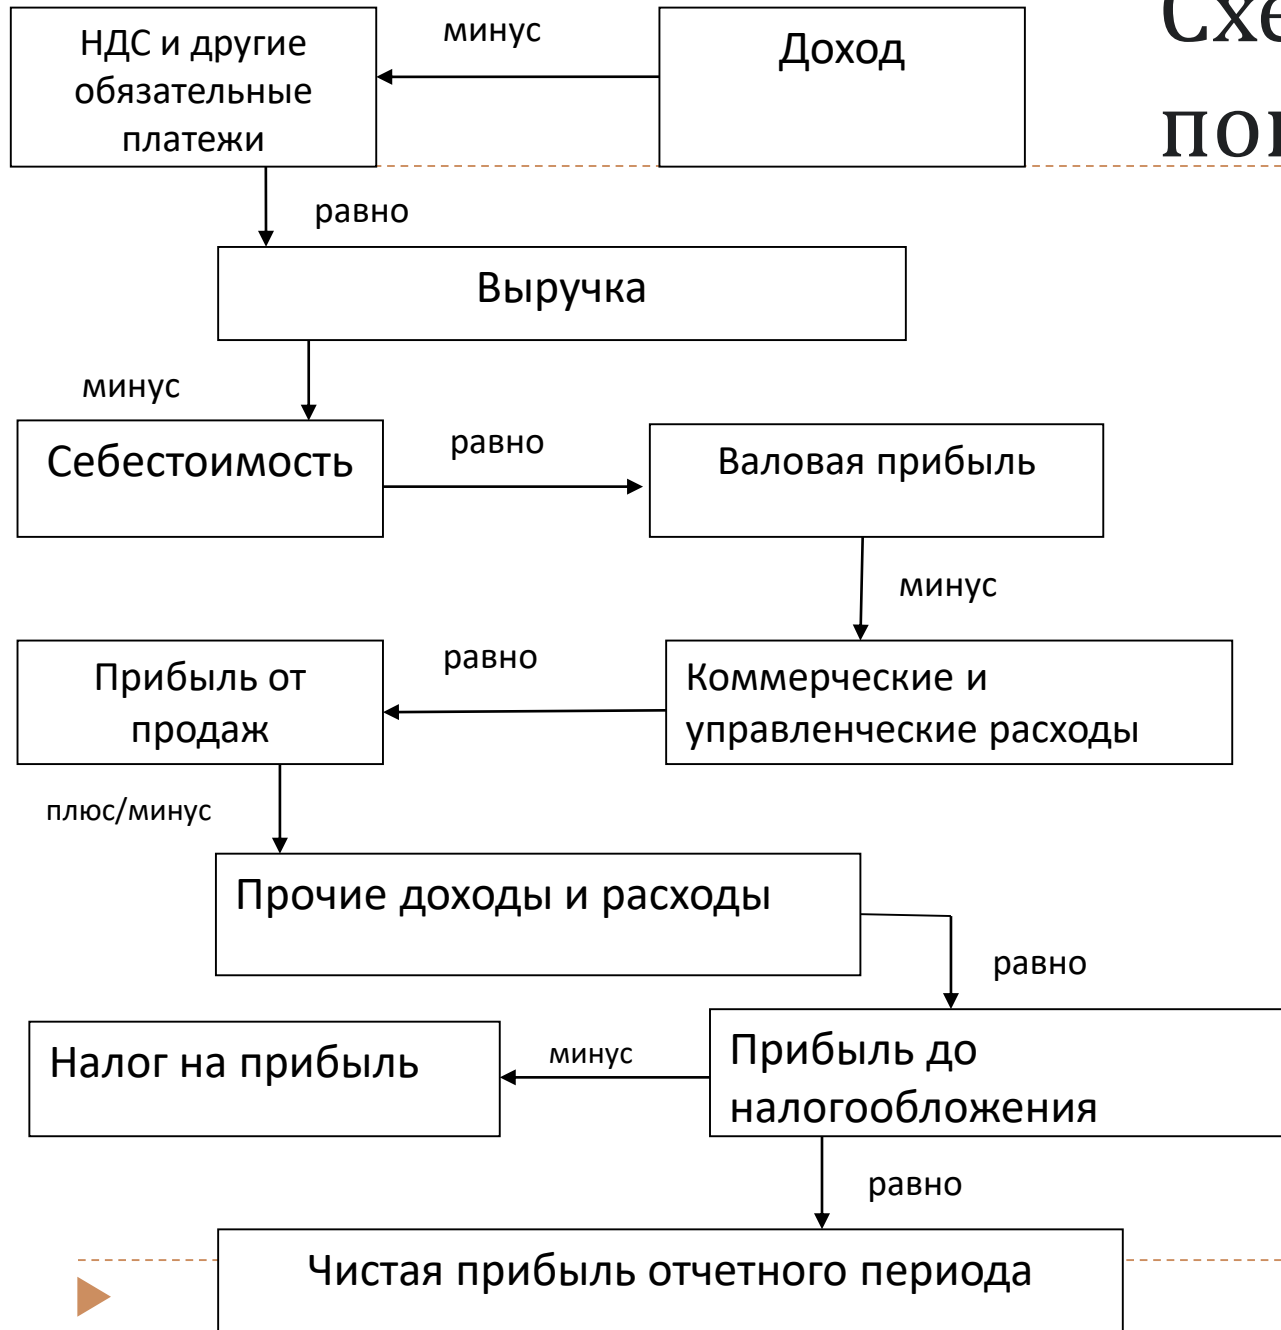 минус
Доход
НДС и другие
обязательные
платежи
равно
Выручка
минус
Себестоимость
равно
Валовая прибыль
минус
Прибыль от
продаж
равно
Коммерческие и
управленческие расходы
плюс/минус
Прочие доходы и расходы
равно
Налог на прибыль
минус
Прибыль до
налогообложения
равно
Чистая прибыль отчетного периода